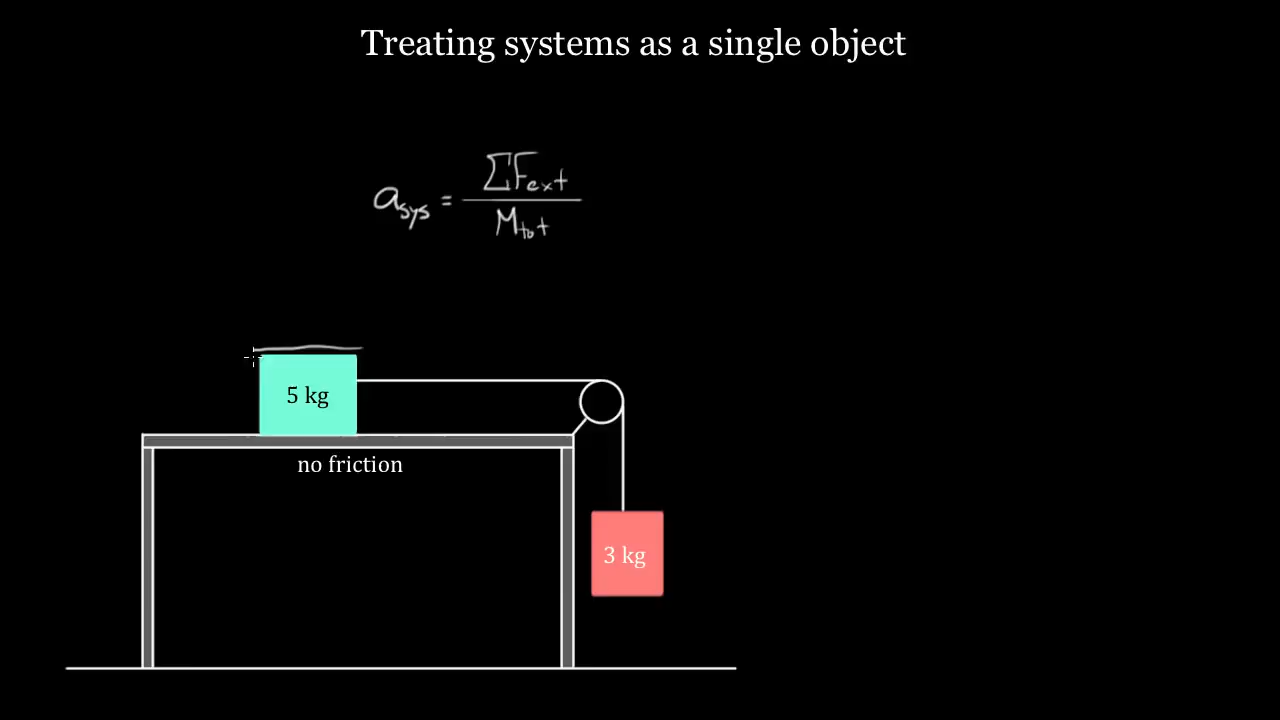 Treating systems as a single object
a_sys = ΣF_ext / M_tot
5 kg
no friction
3 kg